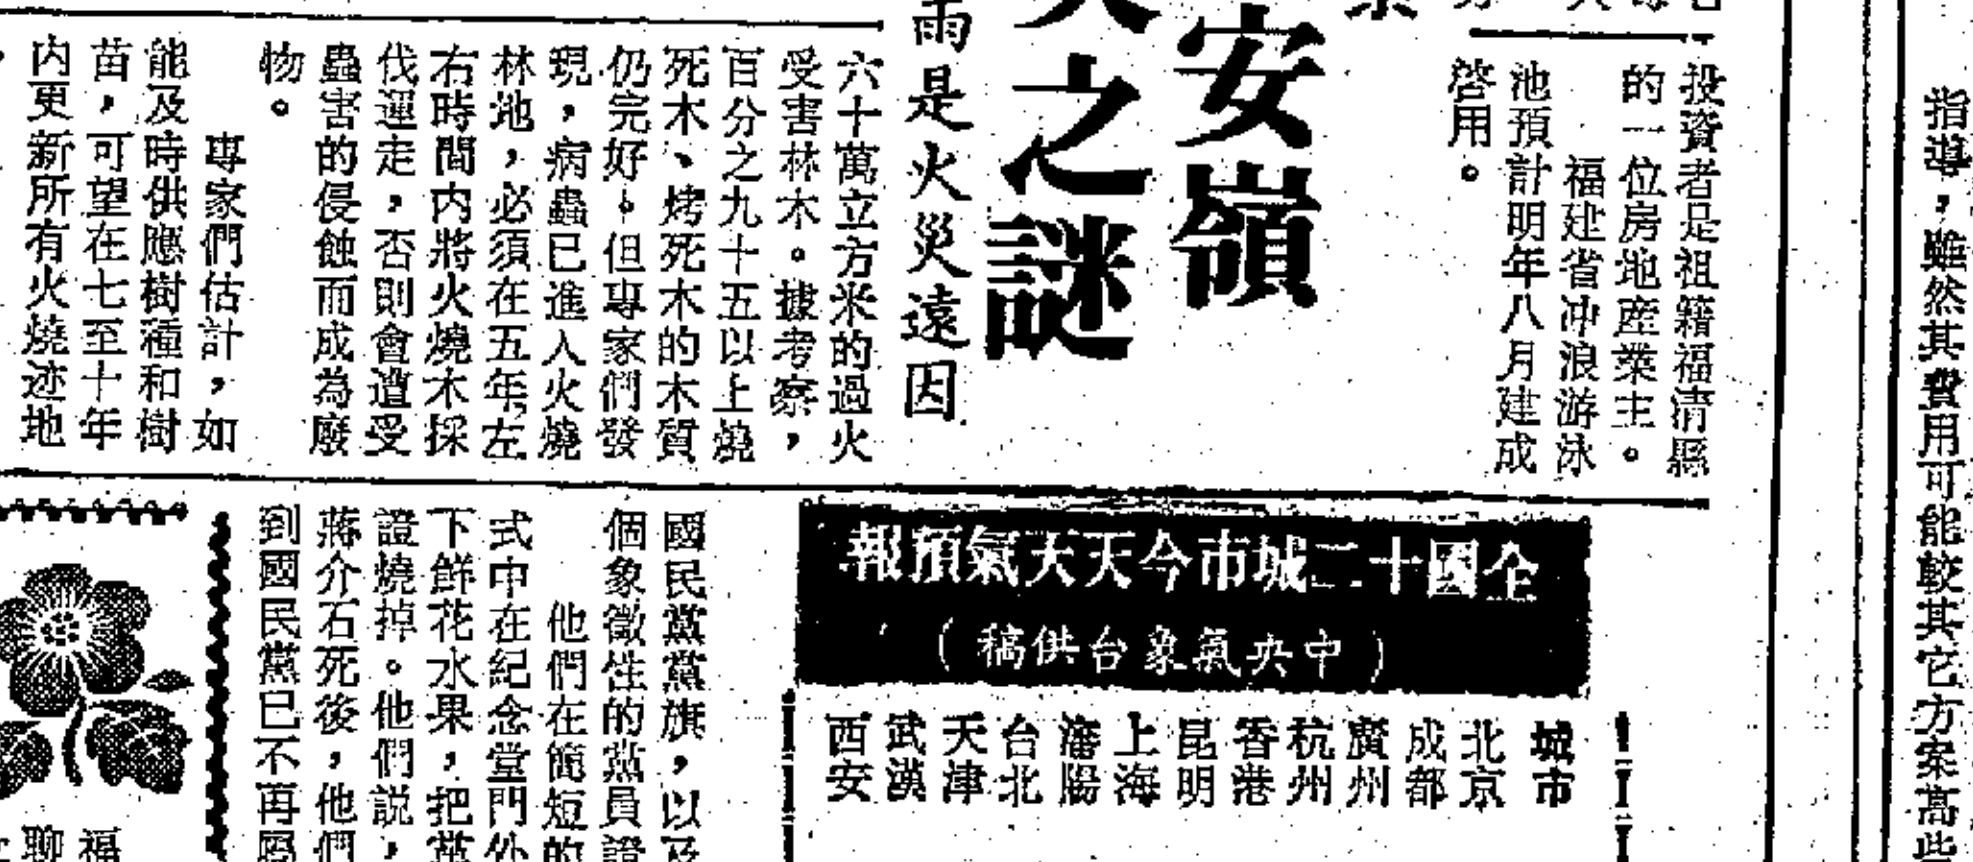 指導，雖然其費用可能較其它方案高些
投資者是祖籍福清縣
的一位房地產業主。
福建省冲浪游泳
池預計明年八月建成
啓用。
安嶺
火之謎
雨是火災遠因
六十萬立方米的過火
受害林木。據考察，
百分之九十五以上燒
死木、烤死木的木質
仍完好。但專家們發
現，病蟲已進入火燒
林地，必須在五年左
右時間内將火燒木採
伐運走，否則會遭受
蟲害的侵蝕而成為廢
物。
專家們估計，如
能及時供應樹種和樹
苗，可望在七至十年
内更新所有火燒迹地
全國十二城市今天天氣預報
（中央氣象台供稿）
城市
北京
成都
廣州
杭州
香港
昆明
上海
瀋陽
台北
天津
武漢
西安
國民黨黨旗，以及
個象徵性的黨員證
他們在簡短的
式中在紀念堂門外
下鮮花水果，把黨
證燒掉。他們説，
蔣介石死後，他們
到國民黨已不再屬
福
聊